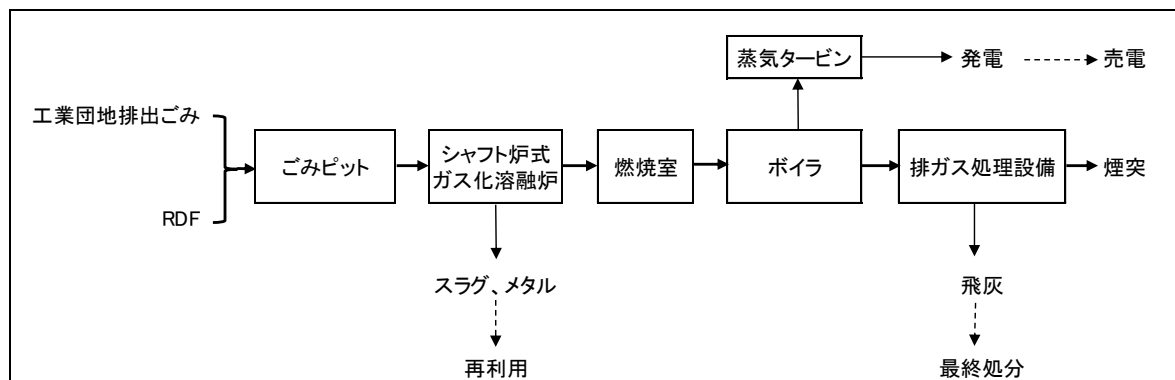 蒸気タービン
発電
売電
工業団地排出ごみ
RDF
ごみピット
シャフト炉式
ガス化溶融炉
燃焼室
ボイラ
排ガス処理設備
煙突
スラグ、メタル
飛灰
再利用
最終処分